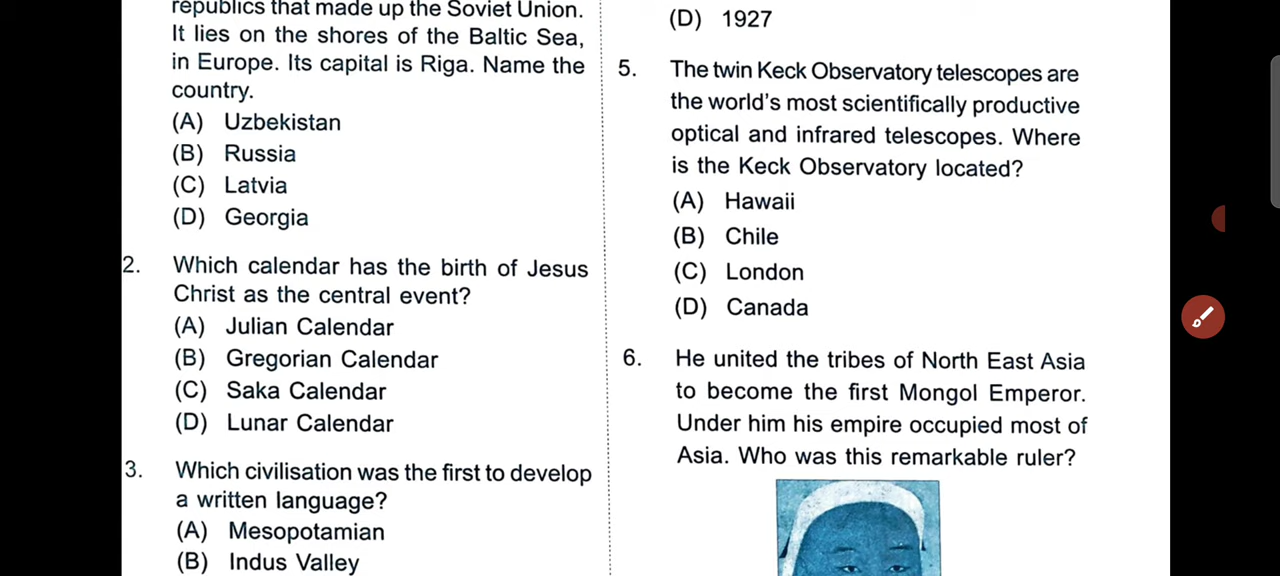 republics that made up the Soviet Union.
It lies on the shores of the Baltic Sea,
in Europe. Its capital is Riga. Name the
country.
(A) Uzbekistan
(B) Russia
(C) Latvia
(D) Georgia
2. Which calendar has the birth of Jesus
Christ as the central event?
(A) Julian Calendar
(B) Gregorian Calendar
(C) Saka Calendar
(D) Lunar Calendar
3. Which civilisation was the first to develop
a written language?
(A) Mesopotamian
(B) Indus Valley
(D) 1927
5. The twin Keck Observatory telescopes are
the world's most scientifically productive
optical and infrared telescopes. Where
is the Keck Observatory located?
(A) Hawaii
(B) Chile
(C) London
(D) Canada
6. He united the tribes of North East Asia
to become the first Mongol Emperor.
Under him his empire occupied most of
Asia. Who was this remarkable ruler?